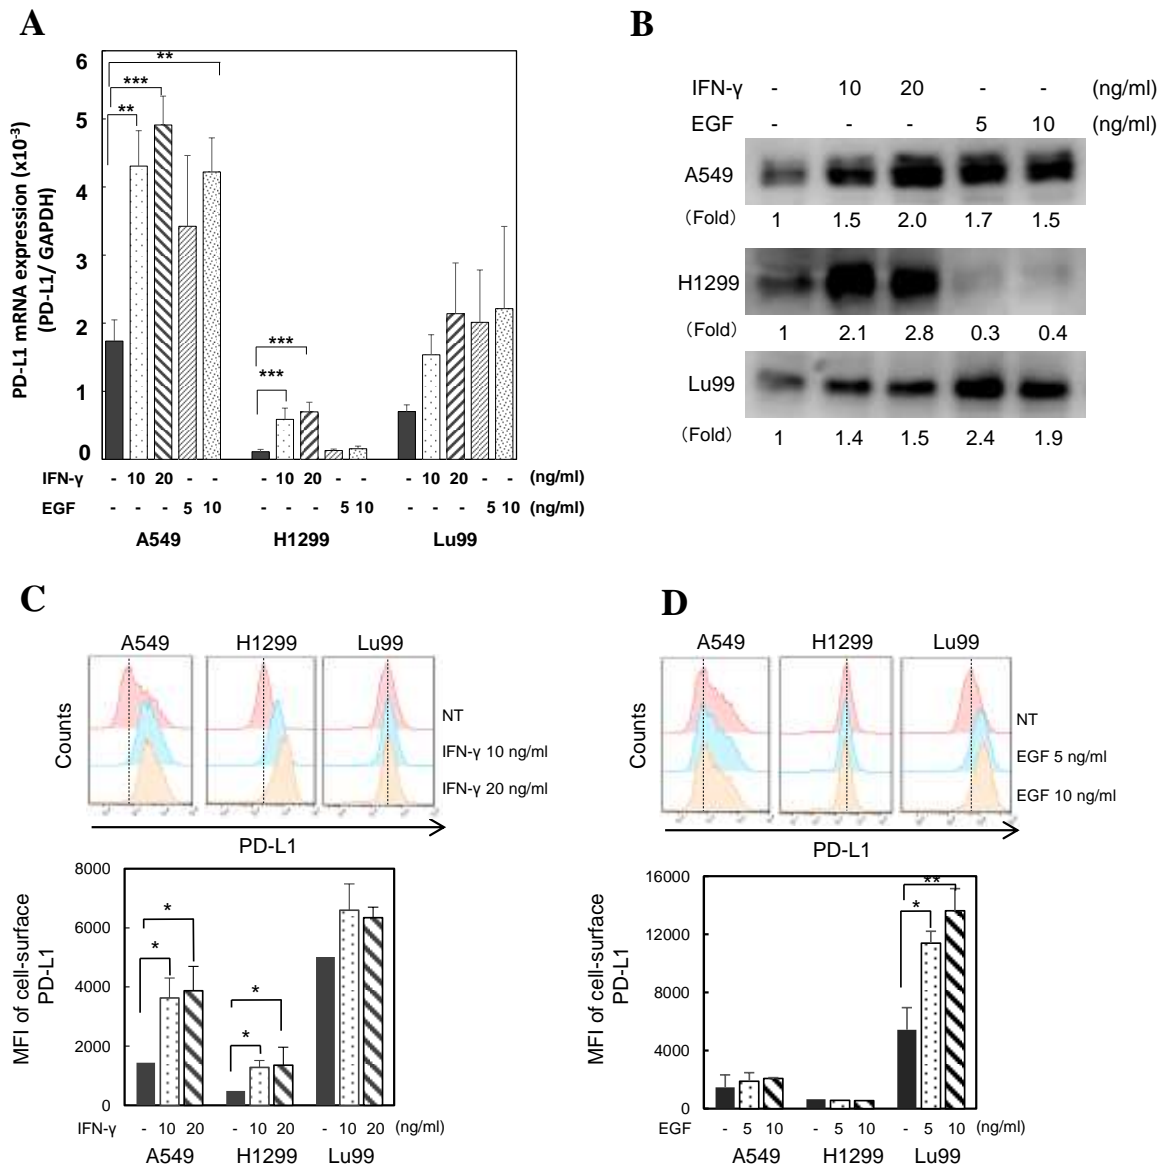 A
6
5
4
3
2
1
0
PD-L1 mRNA expression (x10-3)
(PD-L1/ GAPDH)
** *** **
*** ***
IFN-γ - 10 20 - - - 10 20 - - - 10 20 - - (ng/ml)
EGF - - - 5 10 - - - 5 10 - - - 5 10 (ng/ml)
A549 H1299 Lu99
B
IFN-γ - 10 20 - - (ng/ml)
EGF - - - 5 10 (ng/ml)
A549
(Fold) 1 1.5 2.0 1.7 1.5
H1299
(Fold) 1 2.1 2.8 0.3 0.4
Lu99
(Fold) 1 1.4 1.5 2.4 1.9
C
A549 H1299 Lu99
Counts
NT
IFN-γ 10 ng/ml
IFN-γ 20 ng/ml
PD-L1
8000
6000
4000
2000
0
MFI of cell-surface
PD-L1
* * * *
IFN-γ - 10 20 - 10 20 - 10 20 (ng/ml)
A549 H1299 Lu99
D
A549 H1299 Lu99
Counts
NT
EGF 5 ng/ml
EGF 10 ng/ml
PD-L1
16000
12000
8000
4000
0
MFI of cell-surface
PD-L1
** *
EGF - 5 10 - 5 10 - 5 10 (ng/ml)
A549 H1299 Lu99